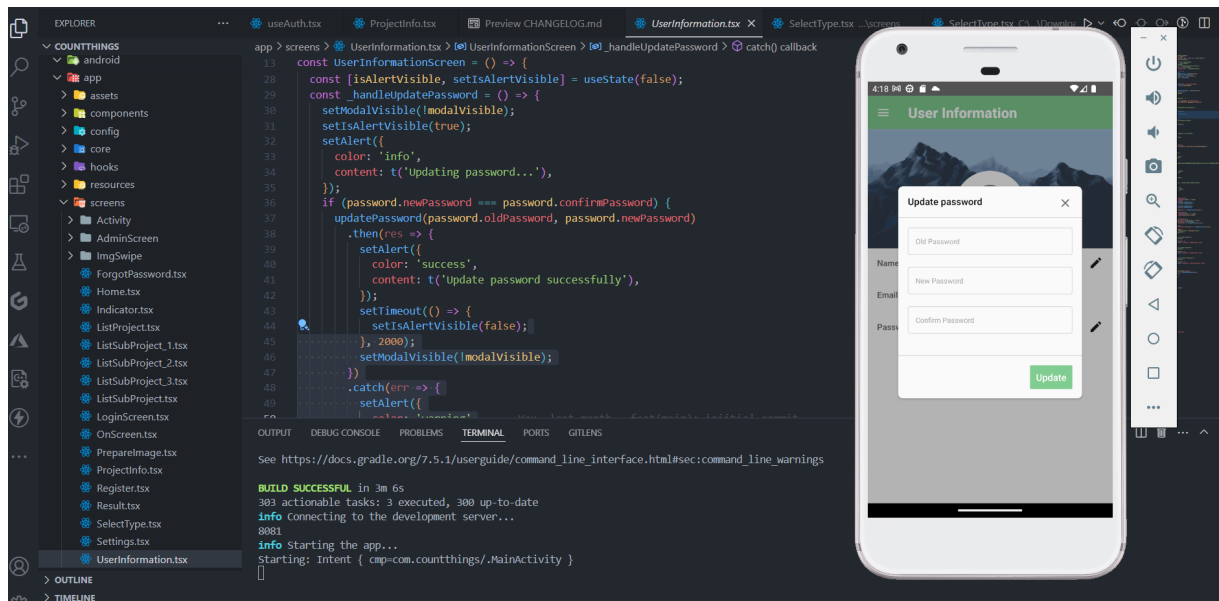 EXPLORER
COUNTTHINGS
android
app
assets
components
config
core
hooks
resources
screens
Activity
AdminScreen
ImgSwipe
ForgotPassword.tsx
Home.tsx
Indicator.tsx
ListProject.tsx
ListSubProject_1.tsx
ListSubProject_2.tsx
ListSubProject_3.tsx
ListSubProject.tsx
LoginScreen.tsx
OnScreen.tsx
PrepareImage.tsx
ProjectInfo.tsx
Register.tsx
Result.tsx
SelectType.tsx
Settings.tsx
UserInformation.tsx
OUTLINE
TIMELINE
useAuth.tsx ProjectInfo.tsx Preview CHANGELOG.md UserInformation.tsx SelectType.tsx ...\screens SelectType.tsx
app > screens > UserInformation.tsx > UserInformationScreen > _handleUpdatePassword > catch() callback
13 const UserInformationScreen = () => {
28 const [isAlertVisible, setIsAlertVisible] = useState(false);
29 const _handleUpdatePassword = () => {
30 setModalVisible(!modalVisible);
31 setIsAlertVisible(true);
32 setAlert({
33 color: 'info',
34 content: t('Updating password...'),
35 });
36 if (password.newPassword === password.confirmPassword) {
37 updatePassword(password.oldPassword, password.newPassword)
38 .then(res => {
39 setAlert({
40 color: 'success',
41 content: t('Update password successfully'),
42 });
43 setTimeout(() => {
44 setIsAlertVisible(false);
45 }, 2000);
46 setModalVisible(!modalVisible);
47 })
48 .catch(err => {
49 setAlert({
OUTPUT DEBUG CONSOLE PROBLEMS TERMINAL PORTS GITLENS
See https://docs.gradle.org/7.5.1/userguide/command_line_interface.html#sec:command_line_warnings
BUILD SUCCESSFUL in 3m 6s
303 actionable tasks: 3 executed, 300 up-to-date
info Connecting to the development server...
8081
info Starting the app...
Starting: Intent { cmp=com.countthings/.MainActivity }
4:18
User Information
Update password
Old Password
New Password
Confirm Password
Update
Name
Email
Passw